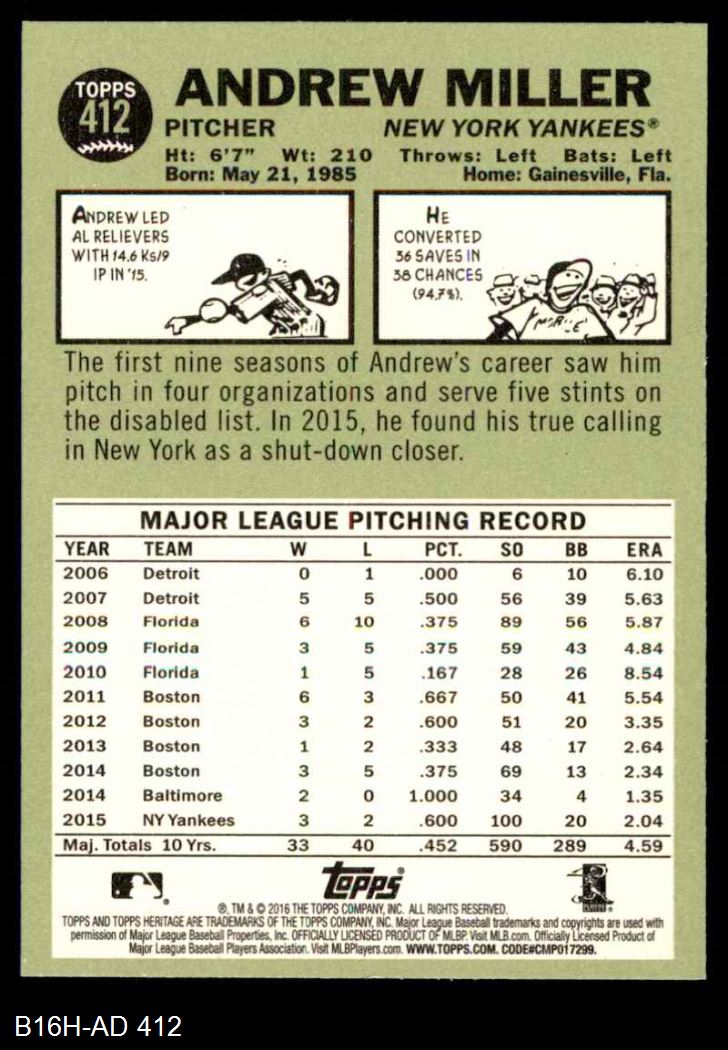 TOPPS
412
ANDREW MILLER
PITCHER NEW YORK YANKEES®
Ht: 6'7" Wt: 210 Throws: Left Bats: Left
Born: May 21, 1985 Home: Gainesville, Fla.
ANDREW LED
AL RELIEVERS
WITH 14.6 Ks/9
IP IN '15.
HE
CONVERTED
36 SAVES IN
38 CHANCES
(94.7%).
The first nine seasons of Andrew's career saw him
pitch in four organizations and serve five stints on
the disabled list. In 2015, he found his true calling
in New York as a shut-down closer.
MAJOR LEAGUE PITCHING RECORD
YEAR TEAM W L PCT. SO BB ERA
2006 Detroit 0 1 .000 6 10 6.10
2007 Detroit 5 5 .500 56 39 5.63
2008 Florida 6 10 .375 89 56 5.87
2009 Florida 3 5 .375 59 43 4.84
2010 Florida 1 5 .167 28 26 8.54
2011 Boston 6 3 .667 50 41 5.54
2012 Boston 3 2 .600 51 20 3.35
2013 Boston 1 2 .333 48 17 2.64
2014 Boston 3 5 .375 69 13 2.34
2014 Baltimore 2 0 1.000 34 4 1.35
2015 NY Yankees 3 2 .600 100 20 2.04
Maj. Totals 10 Yrs. 33 40 .452 590 289 4.59
Topps®
®, TM & © 2016 THE TOPPS COMPANY, INC. ALL RIGHTS RESERVED.
TOPPS AND TOPPS HERITAGE ARE TRADEMARKS OF THE TOPPS COMPANY, INC. Major League Baseball trademarks and copyrights are used with
permission of Major League Baseball Properties, Inc. OFFICIALLY LICENSED PRODUCT OF MLBP. Visit MLB.com. Officially Licensed Product of
Major League Baseball Players Association. Visit MLBPlayers.com. WWW.TOPPS.COM. CODE#CMP017299.
B16H-AD 412